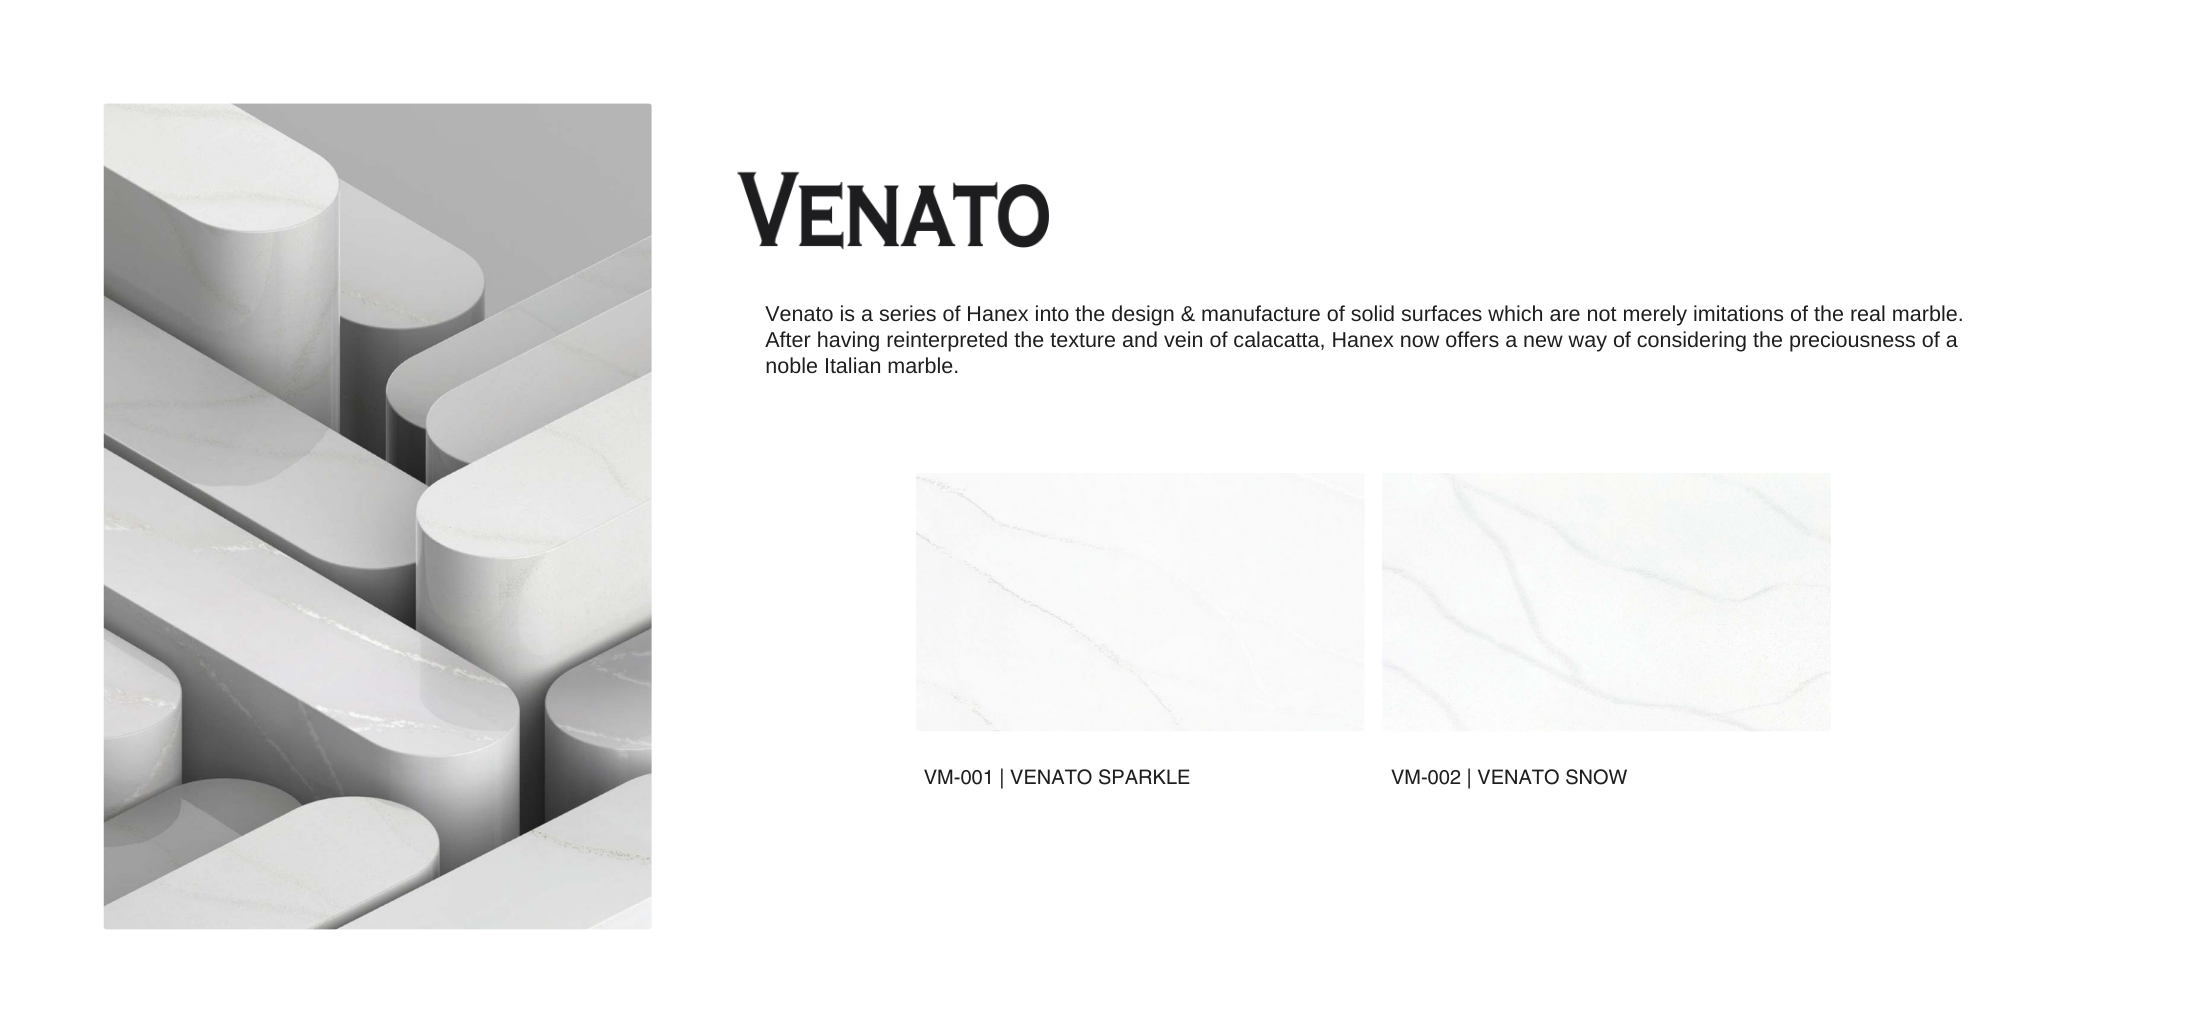 VENATO
Venato is a series of Hanex into the design & manufacture of solid surfaces which are not merely imitations of the real marble.
After having reinterpreted the texture and vein of calacatta, Hanex now offers a new way of considering the preciousness of a
noble Italian marble.
VM-001 | VENATO SPARKLE
VM-002 | VENATO SNOW